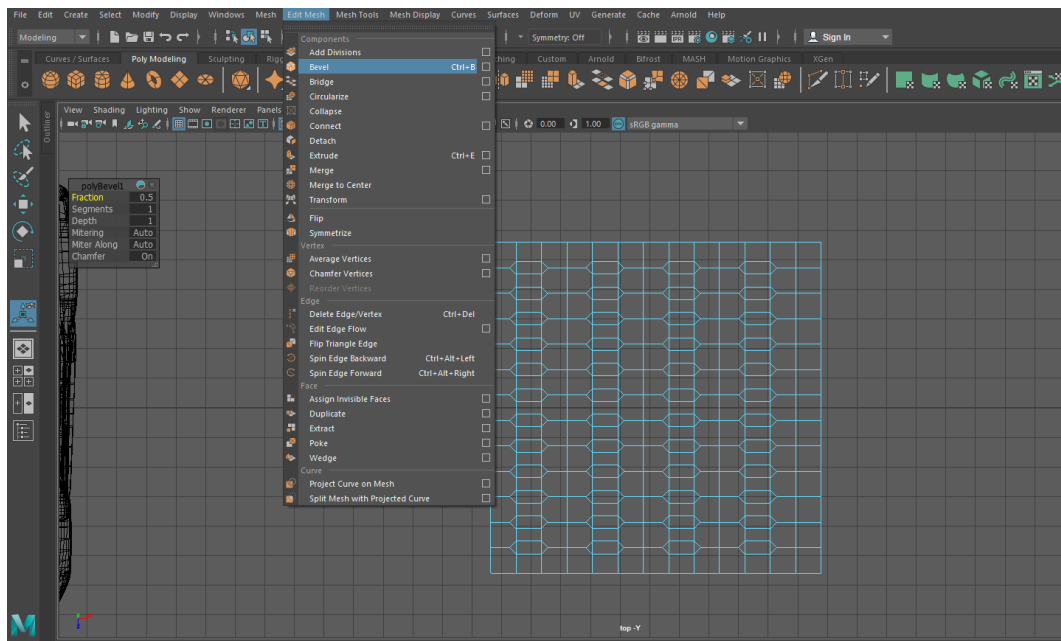 File Edit Create Select Modify Display Windows Mesh Edit Mesh Mesh Tools Mesh Display Curves Surfaces Deform UV Generate Cache Arnold Help
Modeling Symmetry: Off Sign In
Curves / Surfaces Poly Modeling Sculpting Custom Arnold Bifrost MASH Motion Graphics XGen
View Shading Lighting Show Renderer Panels
0.00 1.00 sRGB gamma
Outliner
polyBevel1
Fraction 0.5
Segments 1
Depth 1
Mitering Auto
Miter Along Auto
Chamfer On
Components
Add Divisions
Bevel Ctrl+B
Bridge
Circularize
Collapse
Connect
Detach
Extrude Ctrl+E
Merge
Merge to Center
Transform
Flip
Symmetrize
Vertex
Average Vertices
Chamfer Vertices
Reorder Vertices
Edge
Delete Edge/Vertex Ctrl+Del
Edit Edge Flow
Flip Triangle Edge
Spin Edge Backward Ctrl+Alt+Left
Spin Edge Forward Ctrl+Alt+Right
Face
Assign Invisible Faces
Duplicate
Extract
Poke
Wedge
Curve
Project Curve on Mesh
Split Mesh with Projected Curve
top -Y